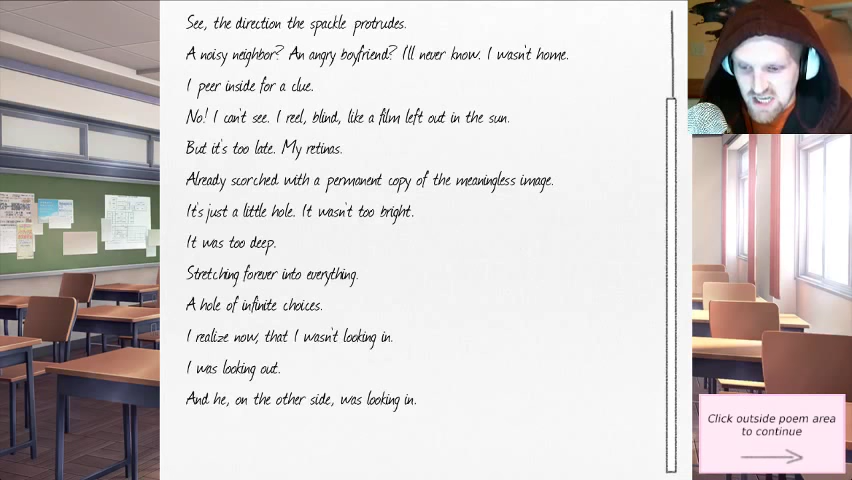 See, the direction the spackle protrudes.
A noisy neighbor? An angry boyfriend? I'll never know. I wasn't home.
I peer inside for a clue.
No! I can't see. I reel, blind, like a film left out in the sun.
But it's too late. My retinas.
Already scorched with a permanent copy of the meaningless image.
It's just a little hole. It wasn't too bright.
It was too deep.
Stretching forever into everything.
A hole of infinite choices.
I realize now, that I wasn't looking in.
I was looking out.
And he, on the other side, was looking in.
Click outside poem area
to continue